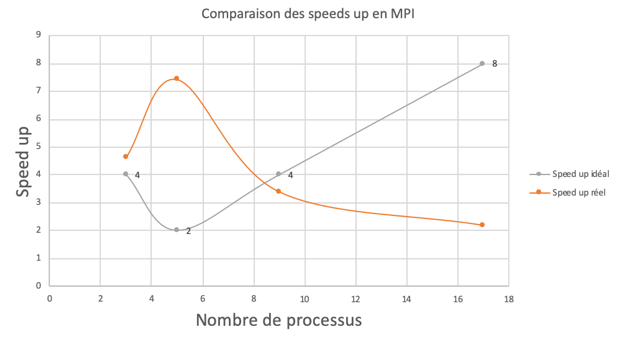 Comparaison des speeds up en MPI
9
8
7
6
5
4
3
2
1
0
Speed up
4
2
4
8
0 2 4 6 8 10 12 14 16 18
Nombre de processus
Speed up idéal
Speed up réel